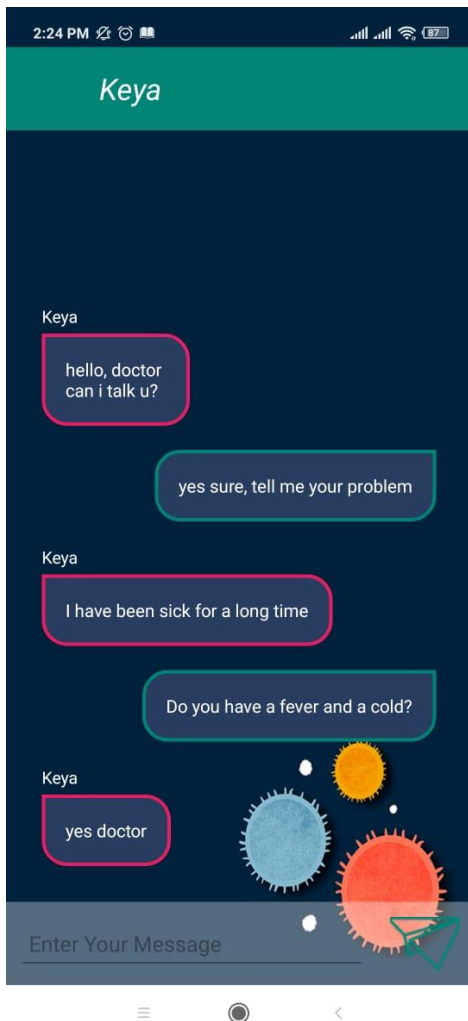 2:24 PM 87
Keya
Keya
hello, doctor
can i talk u?
yes sure, tell me your problem
Keya
I have been sick for a long time
Do you have a fever and a cold?
Keya
yes doctor
Enter Your Message